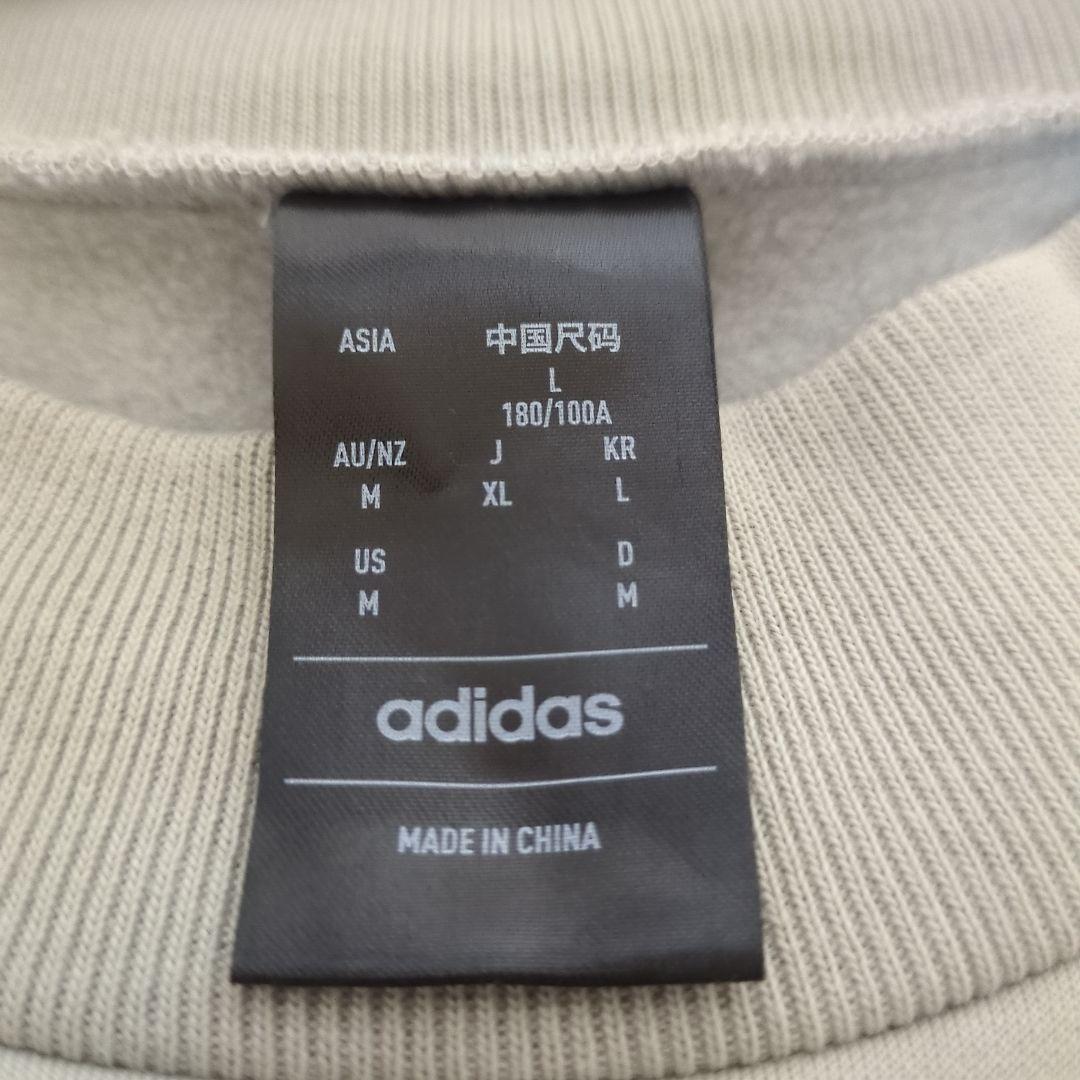 ASIA 中国尺码
L
180/100A
AU/NZ J KR
M XL L
US D
M M
adidas
MADE IN CHINA